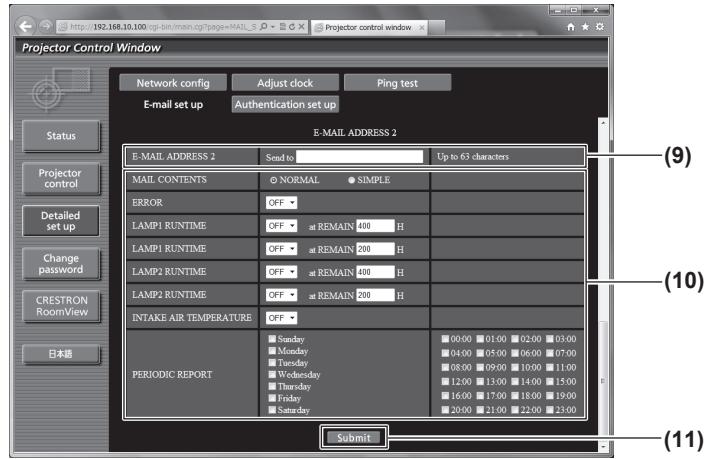 http://192.168.10.100/cgi-bin/main.cgi?page=MAIL_S
Projector control window
Projector Control Window
Network config Adjust clock Ping test
E-mail set up Authentication set up
Status
Projector control
Detailed set up
Change password
CRESTRON RoomView
日本語
E-MAIL ADDRESS 2
E-MAIL ADDRESS 2 Send to Up to 63 characters (9)
MAIL CONTENTS NORMAL SIMPLE
ERROR OFF
LAMP1 RUNTIME OFF at REMAIN 400 H
LAMP1 RUNTIME OFF at REMAIN 200 H
LAMP2 RUNTIME OFF at REMAIN 400 H
(10)
LAMP2 RUNTIME OFF at REMAIN 200 H
INTAKE AIR TEMPERATURE OFF
PERIODIC REPORT
Sunday
Monday
Tuesday
Wednesday
Thursday
Friday
Saturday
00:00 01:00 02:00 03:00
04:00 05:00 06:00 07:00
08:00 09:00 10:00 11:00
12:00 13:00 14:00 15:00
16:00 17:00 18:00 19:00
20:00 21:00 22:00 23:00
Submit (11)